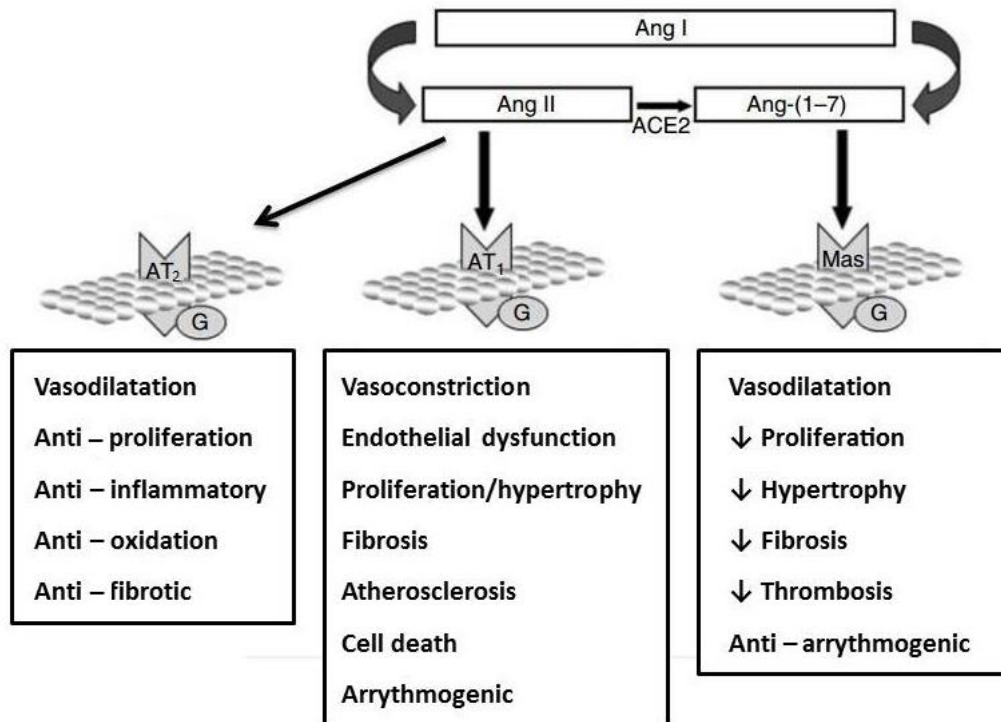 Ang I
Ang II
ACE2
Ang-(1–7)
AT2
G
AT1
G
Mas
G
Vasodilatation
Anti – proliferation
Anti – inflammatory
Anti – oxidation
Anti – fibrotic
Vasoconstriction
Endothelial dysfunction
Proliferation/hypertrophy
Fibrosis
Atherosclerosis
Cell death
Arrythmogenic
Vasodilatation
↓ Proliferation
↓ Hypertrophy
↓ Fibrosis
↓ Thrombosis
Anti – arrythmogenic